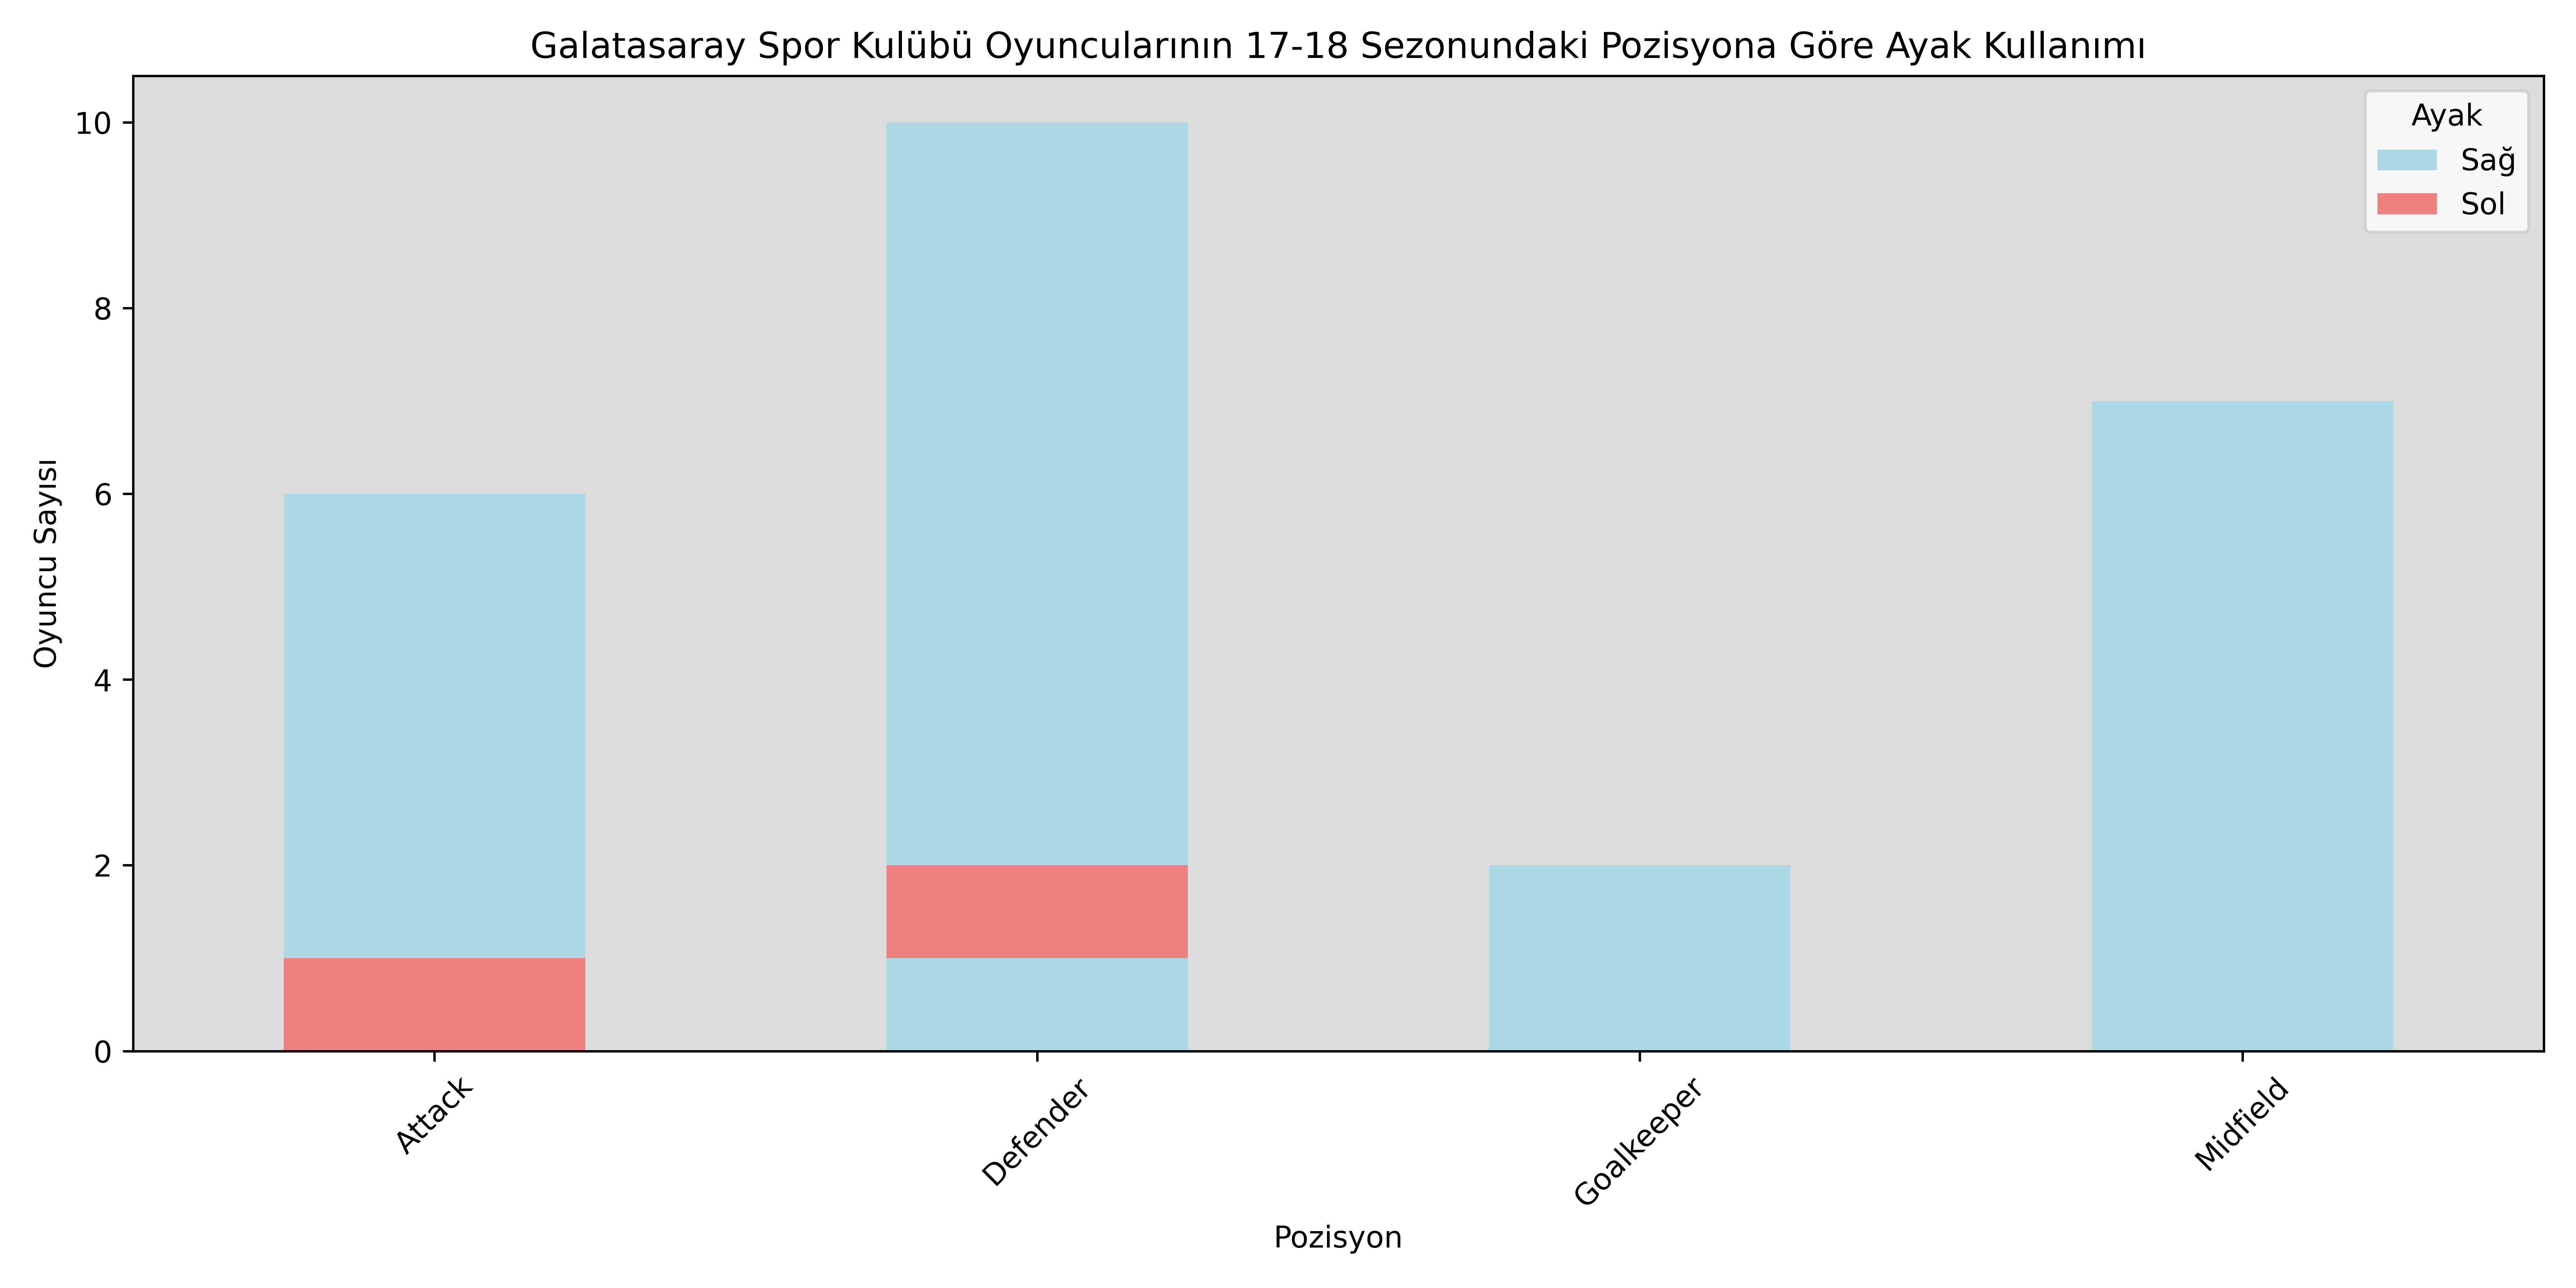 Galatasaray Spor Kulübü Oyuncularının 17-18 Sezonundaki Pozisyona Göre Ayak Kullanımı
Ayak
Sağ
Sol
Oyuncu Sayısı
10
8
6
4
2
0
Attack
Defender
Goalkeeper
Midfield
Pozisyon